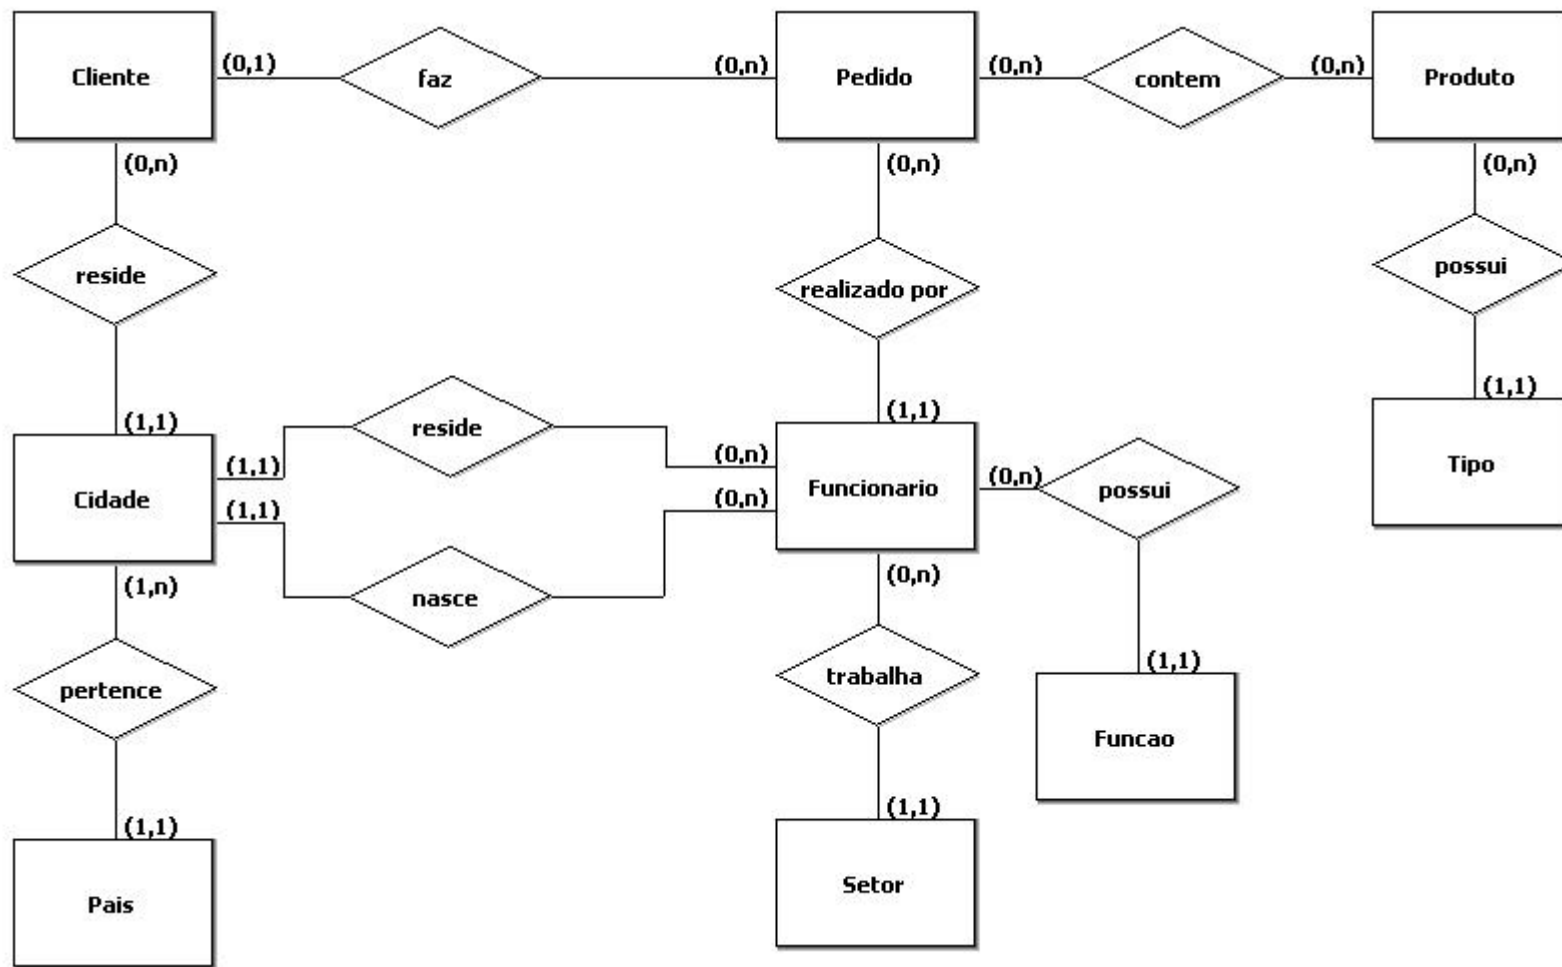 Cliente
(0,1)
faz
(0,n)
Pedido
(0,n)
contem
(0,n)
Produto
(0,n)
(0,n)
(0,n)
reside
realizado por
possui
(1,1)
(1,1)
(1,1)
Cidade
(1,1)
reside
(0,n)
Funcionario
(0,n)
possui
Tipo
(1,1)
nasce
(0,n)
(1,n)
(0,n)
pertence
trabalha
(1,1)
Funcao
(1,1)
(1,1)
Pais
Setor